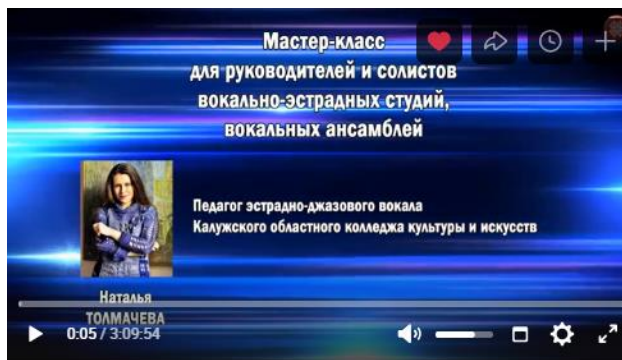 Мастер-класс
для руководителей и солистов
вокально-эстрадных студий,
вокальных ансамблей
Педагог эстрадно-джазового вокала
Калужского областного колледжа культуры и искусств
Наталья
ТОЛМАЧЕВА
0:05 / 3:09:54